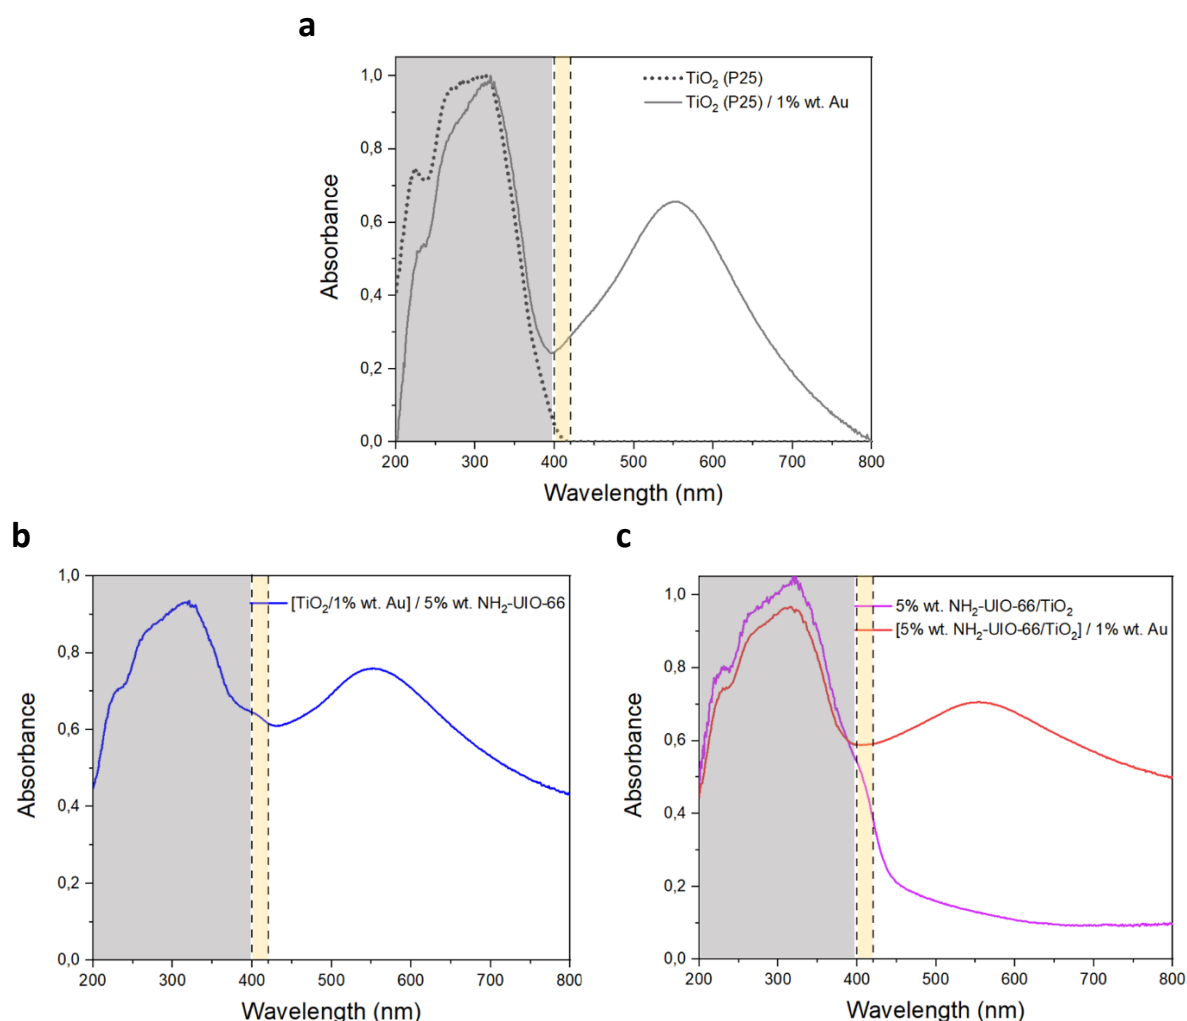 a
TiO₂ (P25)
TiO₂ (P25) / 1% wt. Au
1,0
0,8
0,6
0,4
0,2
0,0
Absorbance
200 300 400 500 600 700 800
Wavelength (nm)
b
[TiO₂/1% wt. Au] / 5% wt. NH₂-UIO-66
1,0
0,8
0,6
0,4
0,2
0,0
Absorbance
200 300 400 500 600 700 800
Wavelength (nm)
c
5% wt. NH₂-UIO-66/TiO₂
[5% wt. NH₂-UIO-66/TiO₂] / 1% wt. Au
1,0
0,8
0,6
0,4
0,2
0,0
Absorbance
200 300 400 500 600 700 800
Wavelength (nm)